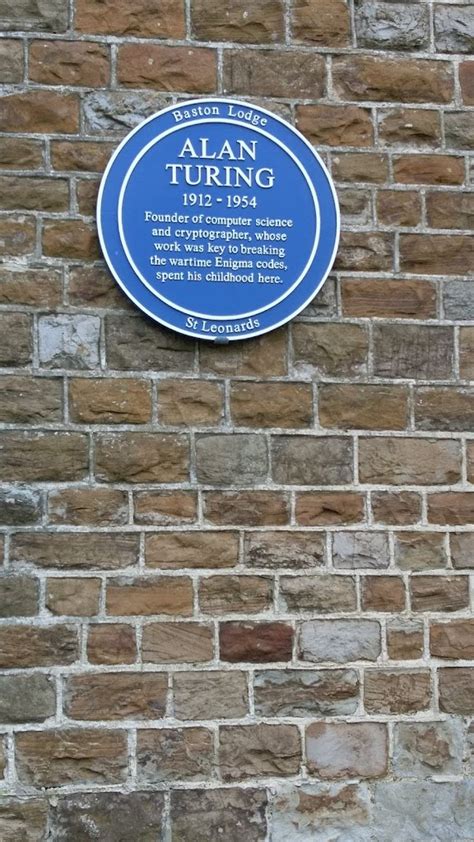 Baston Lodge
ALAN
TURING
1912 - 1954
Founder of computer science
and cryptographer, whose
work was key to breaking
the wartime Enigma codes,
spent his childhood here.
St Leonards